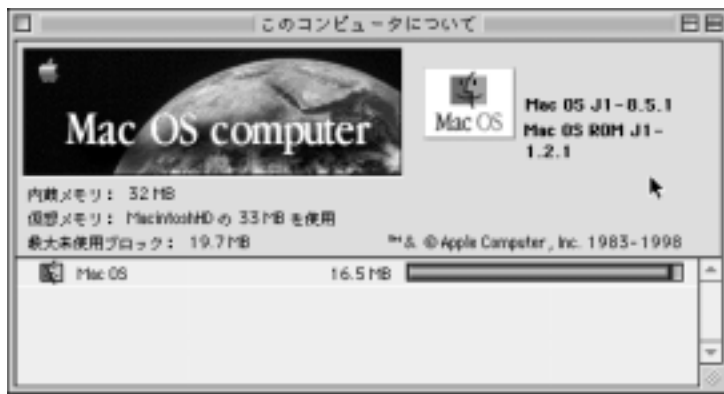 このコンピュータについて
Mac OS computer
Mac OS
Mac OS J1-8.5.1
Mac OS ROM J1-
1.2.1
内蔵メモリ： 32 MB
仮想メモリ： MacintoshHD の 33 MB を使用
最大未使用ブロック： 19.7 MB
™ & © Apple Computer, Inc. 1983-1998
Mac OS 16.5 MB